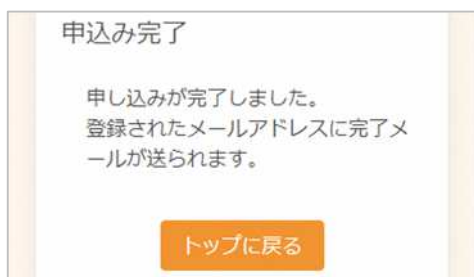 申込み完了
申し込みが完了しました。
登録されたメールアドレスに完了メ
ールが送られます。
トップに戻る